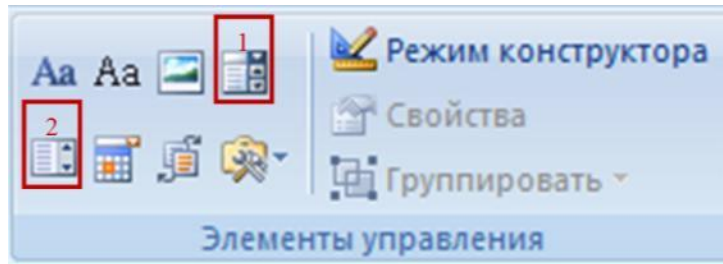 1
Aa Aa
Режим конструктора
2
Свойства
Группировать
Элементы управления